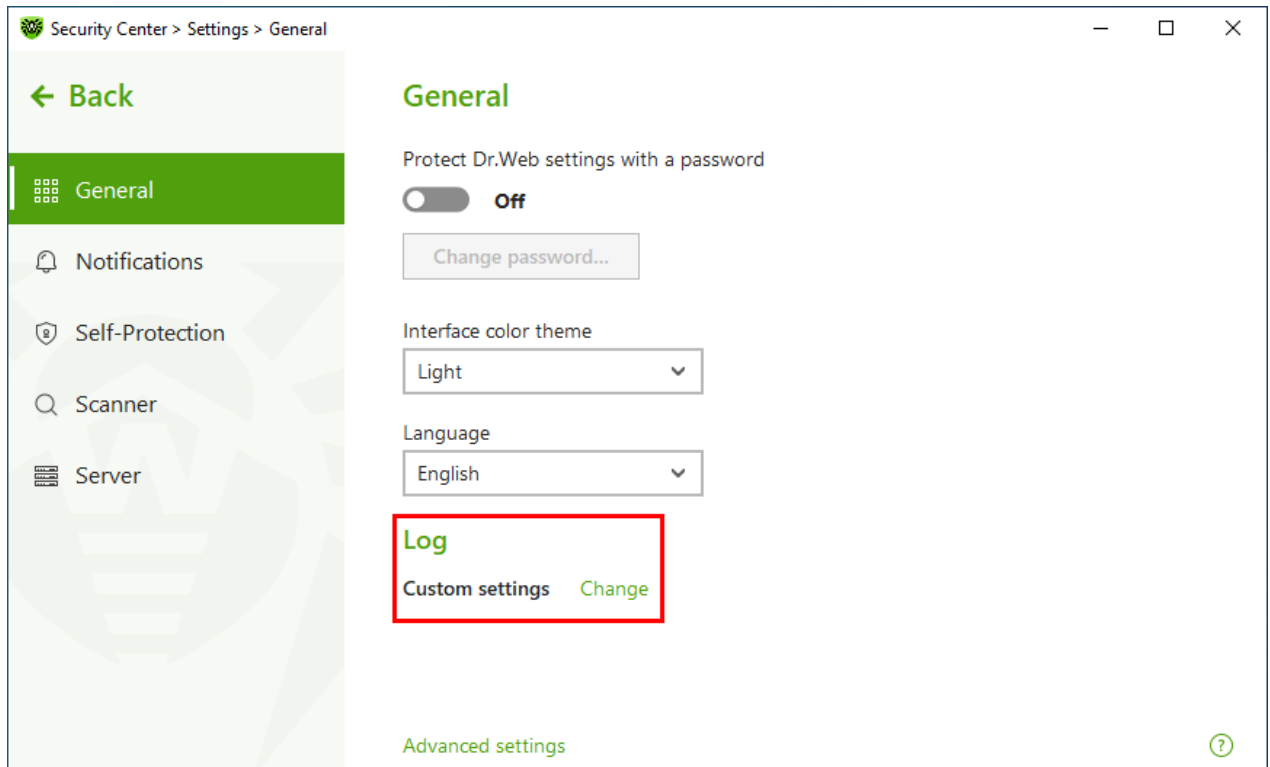 Security Center > Settings > General
Back
General
Notifications
Self-Protection
Scanner
Server
General
Protect Dr.Web settings with a password
Off
Change password...
Interface color theme
Light
Language
English
Log
Custom settings Change
Advanced settings
?